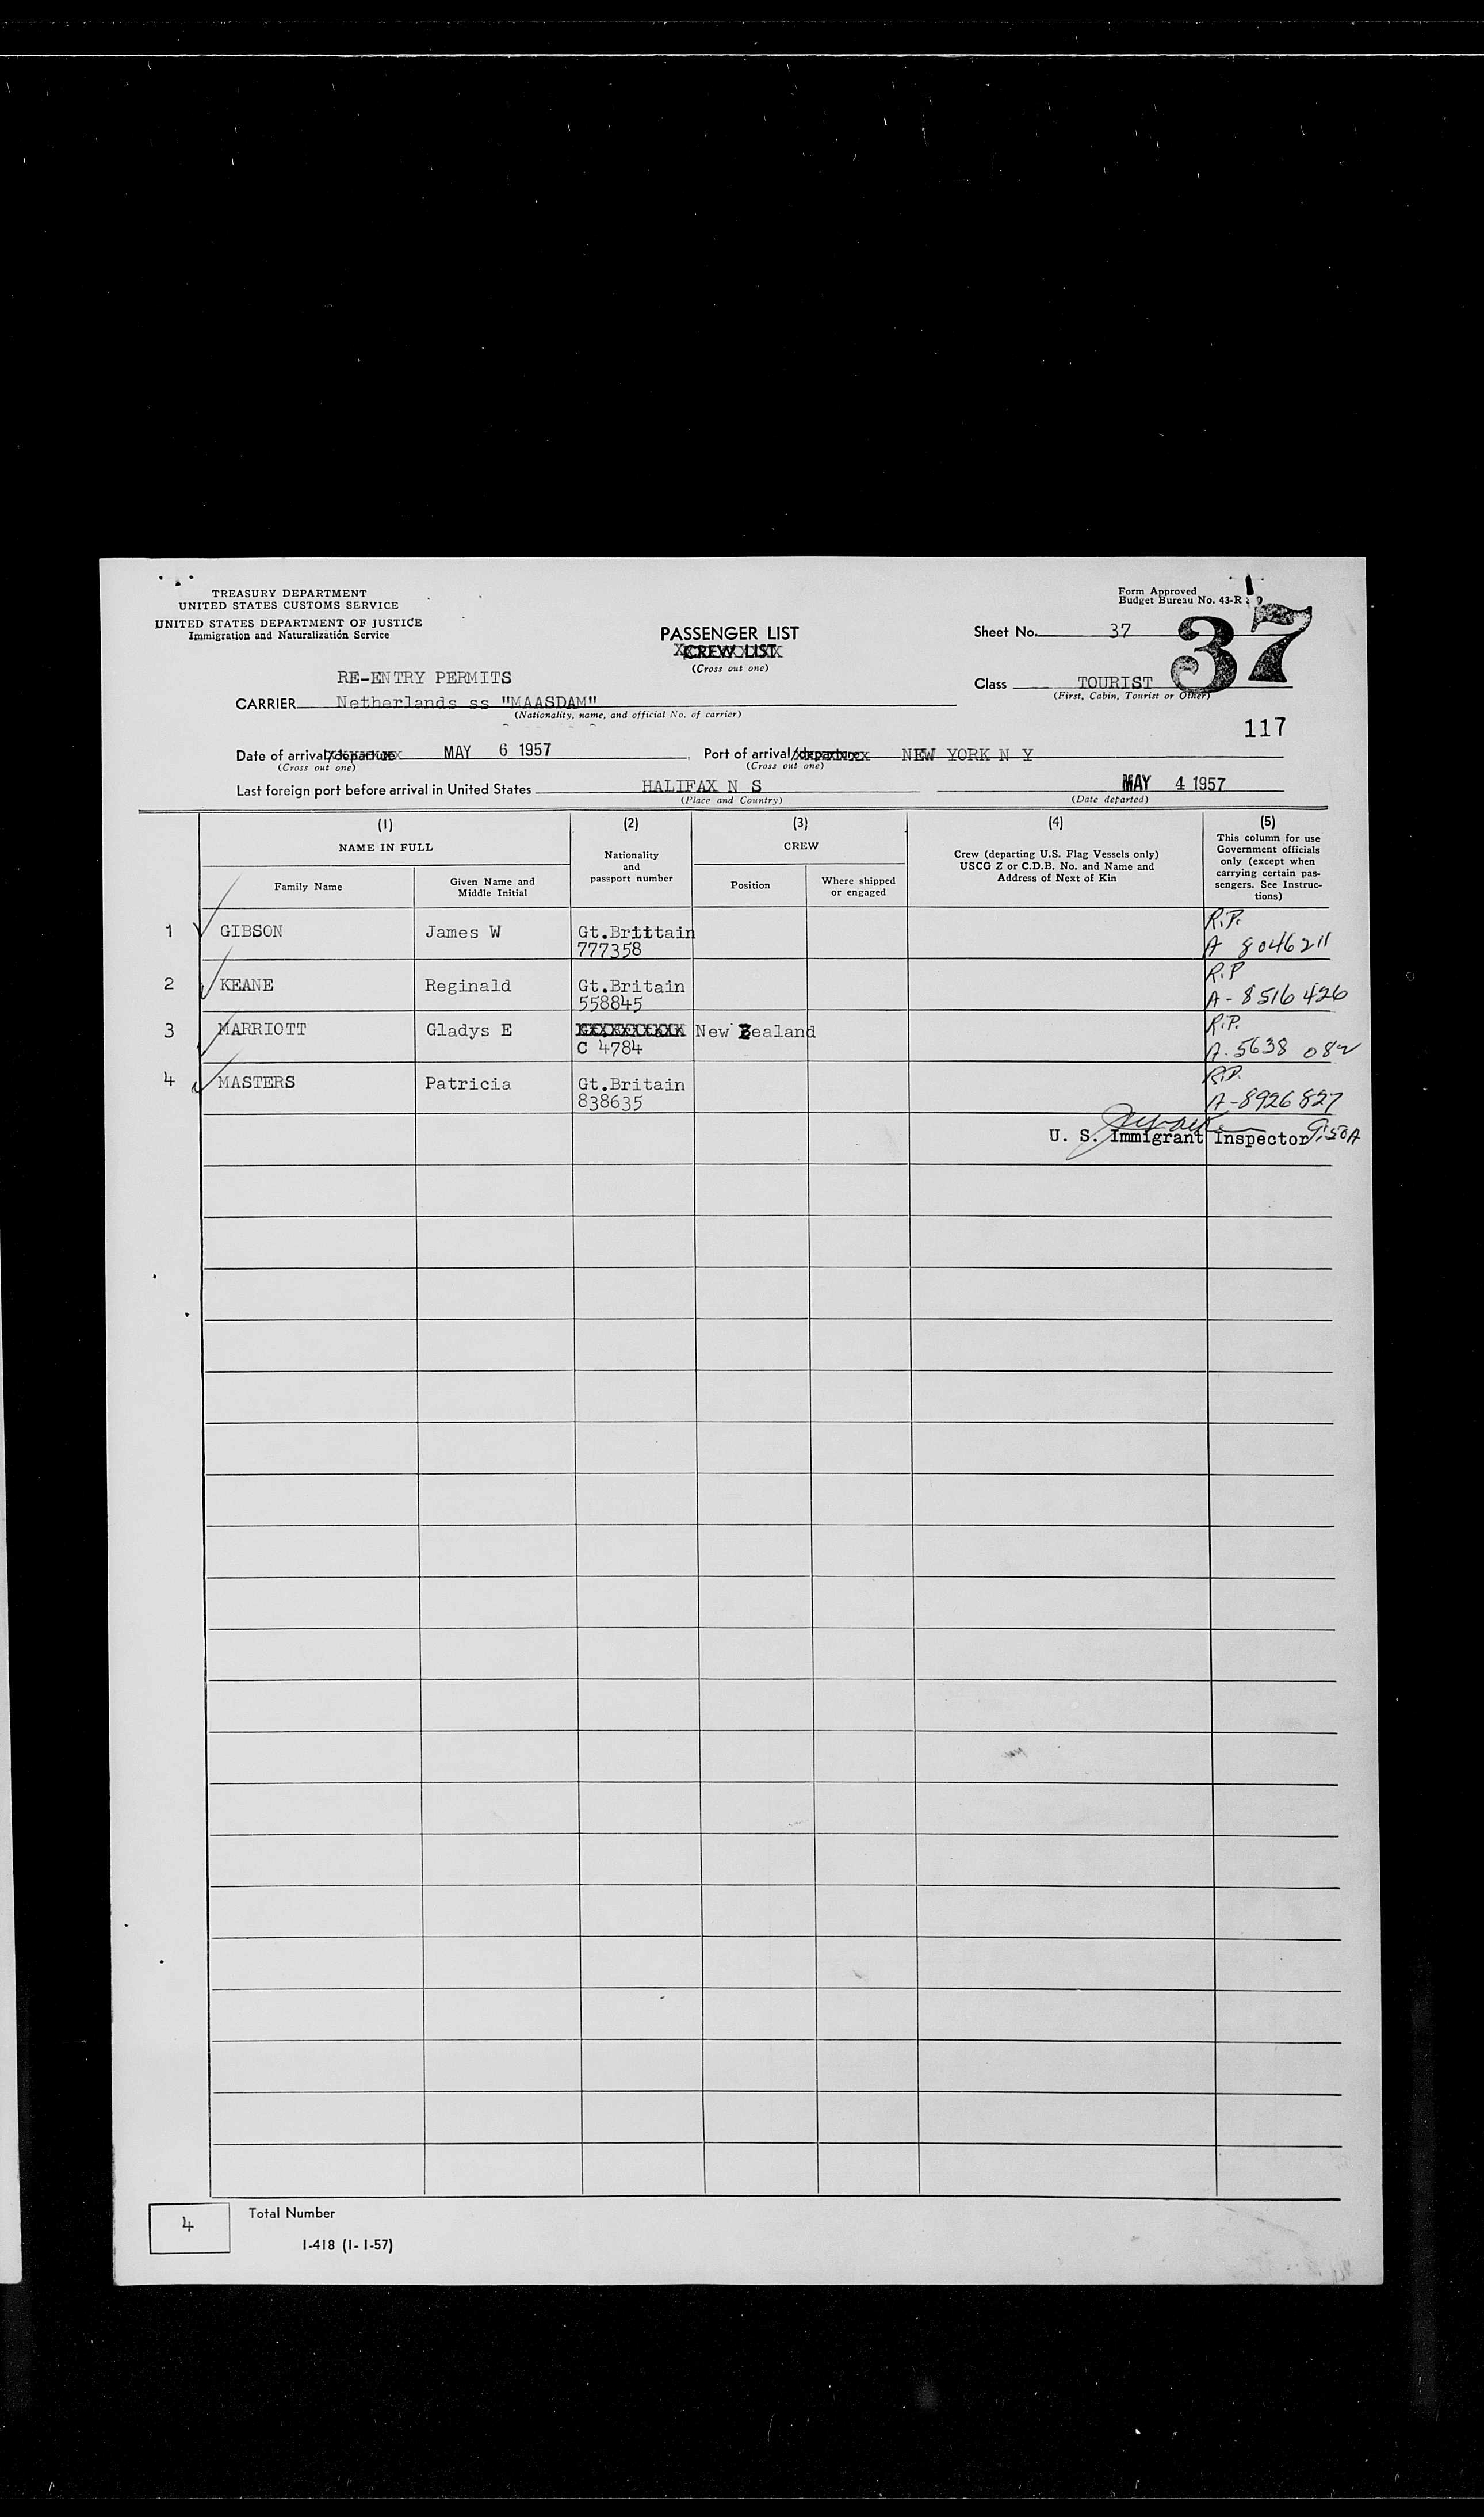 TREASURY DEPARTMENT
UNITED STATES CUSTOMS SERVICE
UNITED STATES DEPARTMENT OF JUSTICE
Immigration and Naturalization Service
Form Approved
Budget Bureau No. 43-R
PASSENGER LIST
CREW LIST
(Cross out one)
Sheet No. 37
37
RE-ENTRY PERMITS
Class TOURIST
(First, Cabin, Tourist or Other)
CARRIER Netherlands ss "MAASDAM"
(Nationality, name, and official No. of carrier)
117
Date of arrival/departure MAY 6 1957, Port of arrival/departure NEW YORK N Y
(Cross out one) (Cross out one)
Last foreign port before arrival in United States HALIFAX N S MAY 4 1957
(Place and Country) (Date departed)
(1) (2) (3) (4) (5)
NAME IN FULL
Family Name
Given Name and
Middle Initial
Nationality
and
passport number
CREW
Position
Where shipped
or engaged
Crew (departing U.S. Flag Vessels only)
USCG Z or C.D.B. No. and Name and
Address of Next of Kin
This column for use
Government officials
only (except when
carrying certain pas-
sengers. See Instruc-
tions)
1 GIBSON James W Gt.Brittain R.P.
777358 A 8046211
2 KEANE Reginald Gt.Britain R.P
558845 A-8516426
3 MARRIOTT Gladys E New Zealand R.P.
C 4784 A.5638 082
4 MASTERS Patricia Gt.Britain R.P.
838635 A-8926827
U. S. Immigrant Inspector 9:50A
4 Total Number
I-418 (1-1-57)